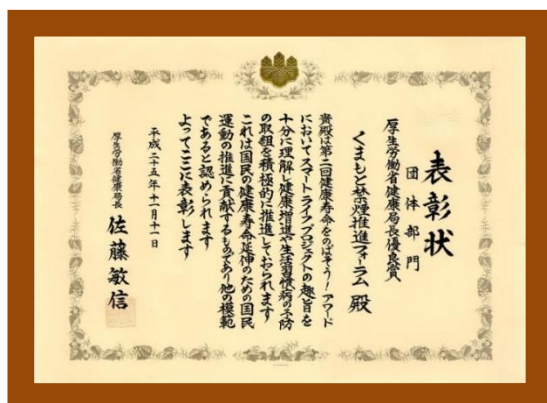 表彰状
団体部門
厚生労働省健康局長優良賞
くまもと禁煙推進フォーラム 殿
貴殿は第二回健康寿命をのばそう！アワード
においてスマートライフプロジェクトの趣旨を
十分に理解し健康増進や生活習慣病の予防
の取組を積極的に推進しておられます
これは国民の健康寿命延伸のための国民
運動の推進に貢献するものであり他の模範
であると認められます
よってここに表彰します
平成二十五年十一月十一日
厚生労働省健康局長 佐藤敏信